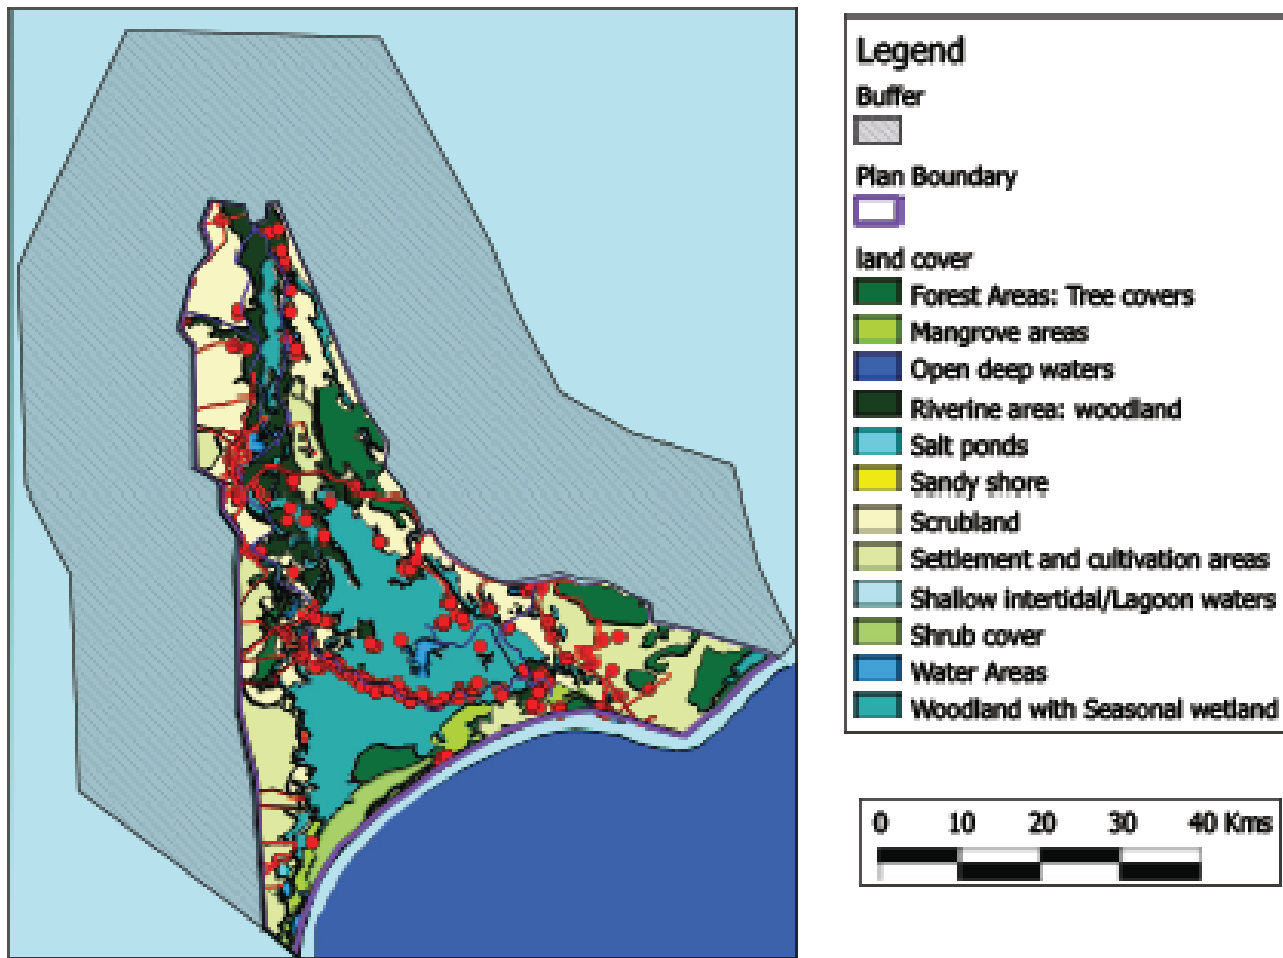 Legend
Buffer
Plan Boundary
land cover
Forest Areas: Tree covers
Mangrove areas
Open deep waters
Riverine area: woodland
Salt ponds
Sandy shore
Scrubland
Settlement and cultivation areas
Shallow intertidal/Lagoon waters
Shrub cover
Water Areas
Woodland with Seasonal wetland
0 10 20 30 40 Kms